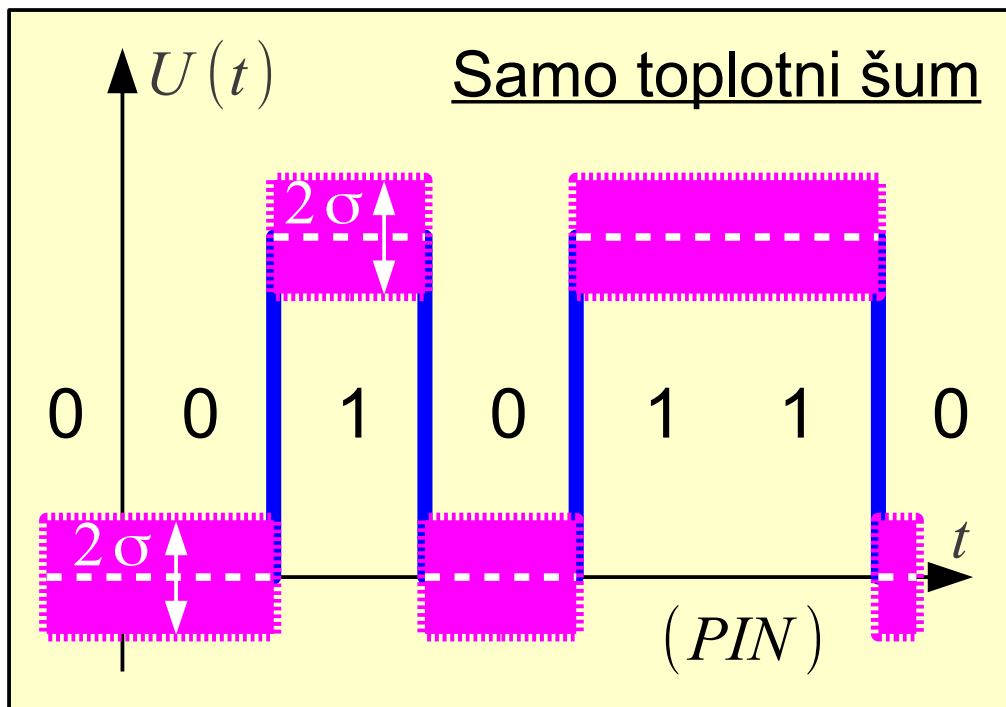 U(t)
Samo toplotni šum
2σ
0 0 1 0 1 1 0
2σ
t
(PIN)